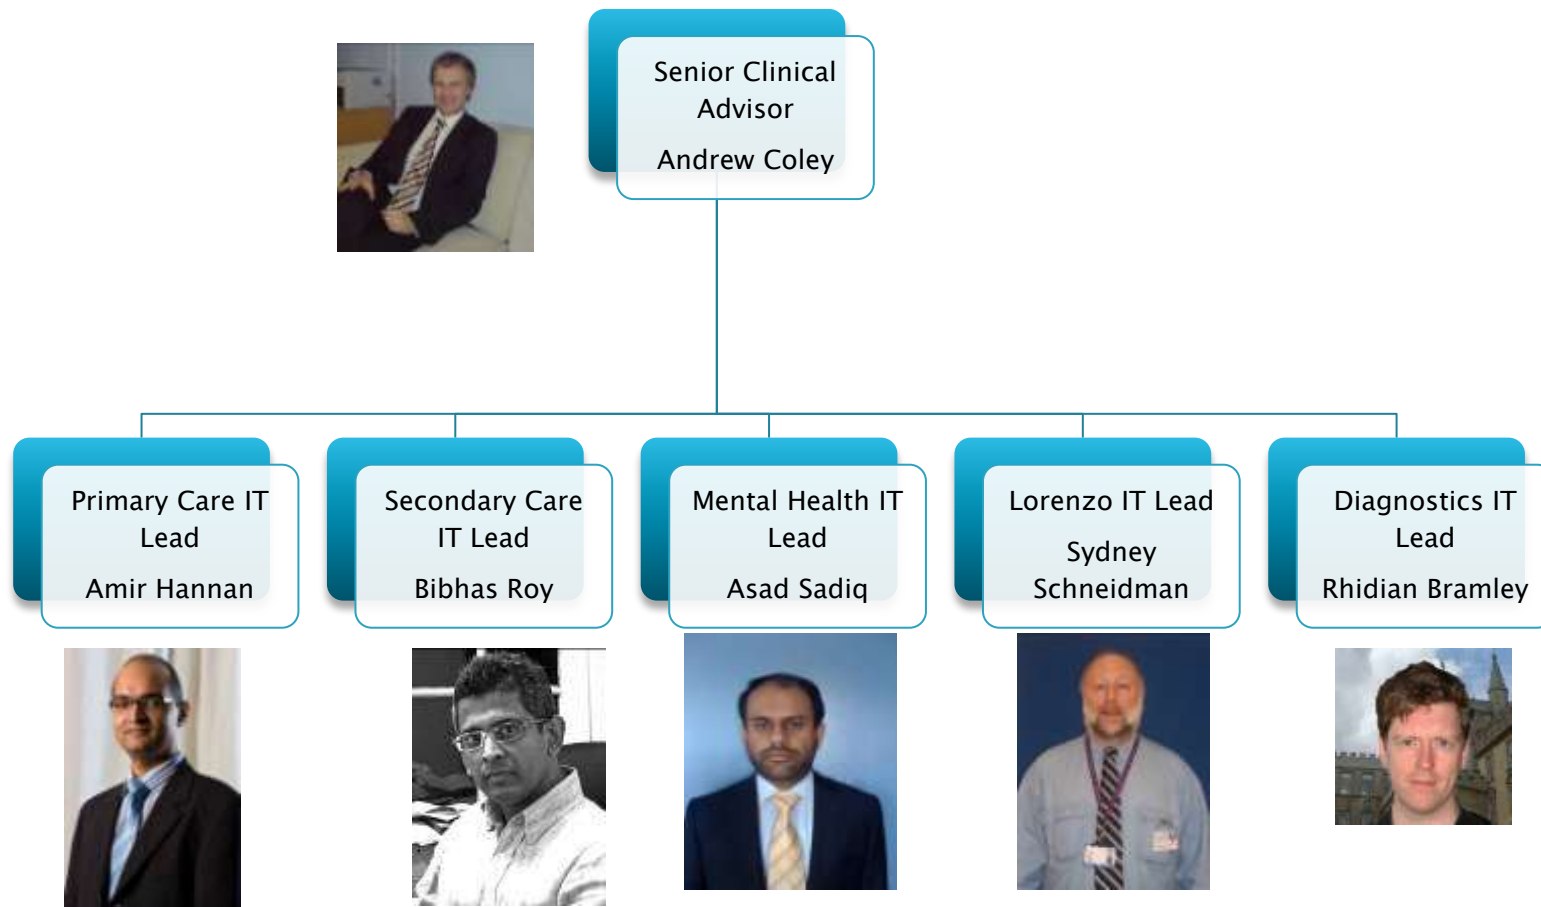 Senior Clinical
Advisor
Andrew Coley
Primary Care IT
Lead
Amir Hannan
Secondary Care
IT Lead
Bibhas Roy
Mental Health IT
Lead
Asad Sadiq
Lorenzo IT Lead
Sydney
Schneidman
Diagnostics IT
Lead
Rhidian Bramley